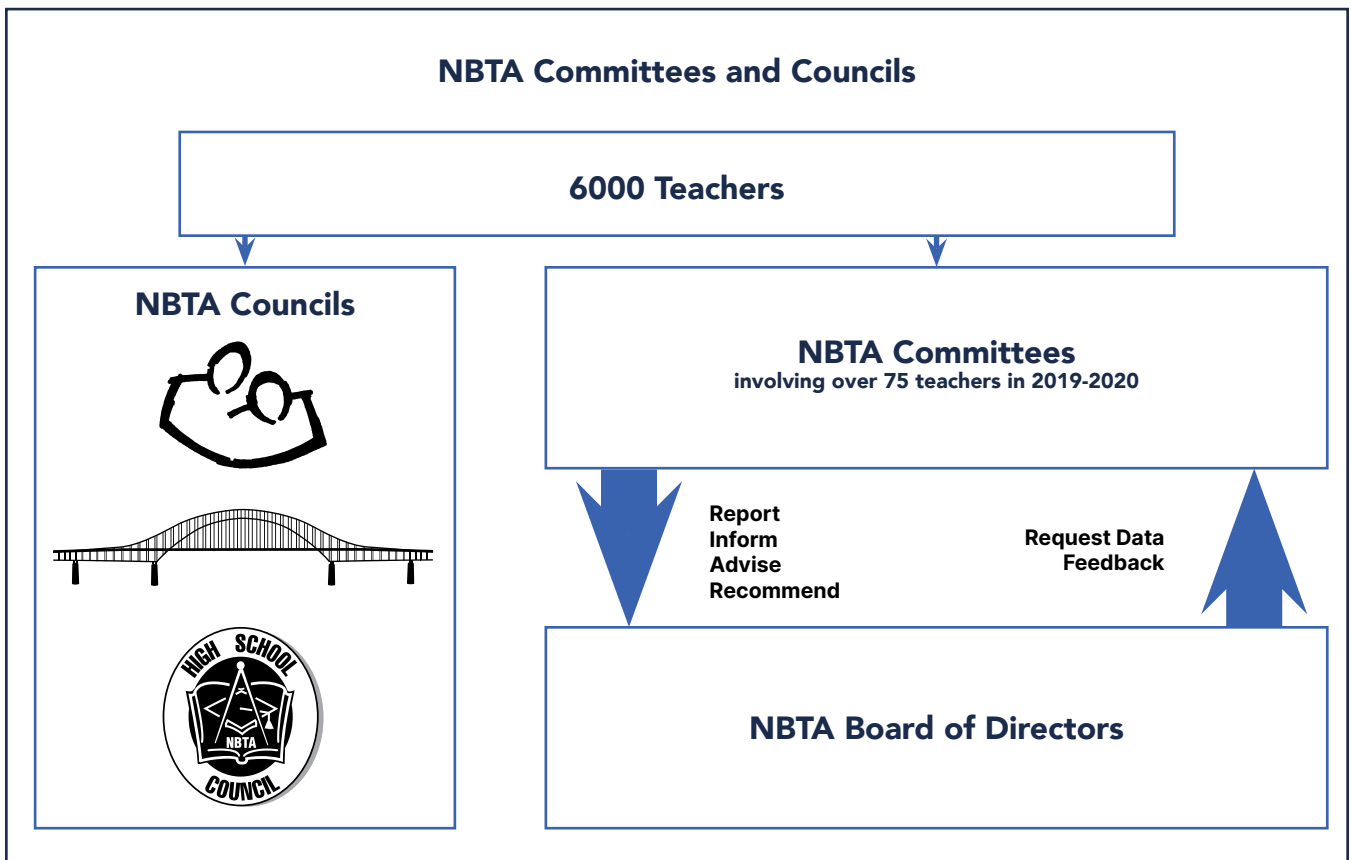 NBTA Committees and Councils
6000 Teachers
NBTA Councils
HIGH SCHOOL
NBTA
COUNCIL
NBTA Committees
involving over 75 teachers in 2019-2020
Report
Inform
Advise
Recommend
Request Data
Feedback
NBTA Board of Directors